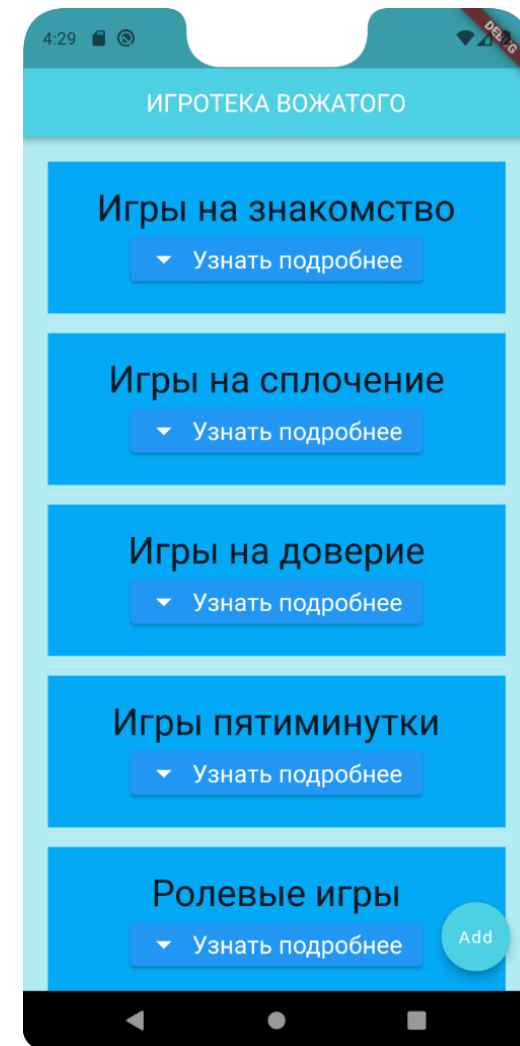 4:29
DEBUG
ИГРОТЕКА ВОЖАТОГО
Игры на знакомство
Узнать подробнее
Игры на сплочение
Узнать подробнее
Игры на доверие
Узнать подробнее
Игры пятиминутки
Узнать подробнее
Ролевые игры
Узнать подробнее
Add